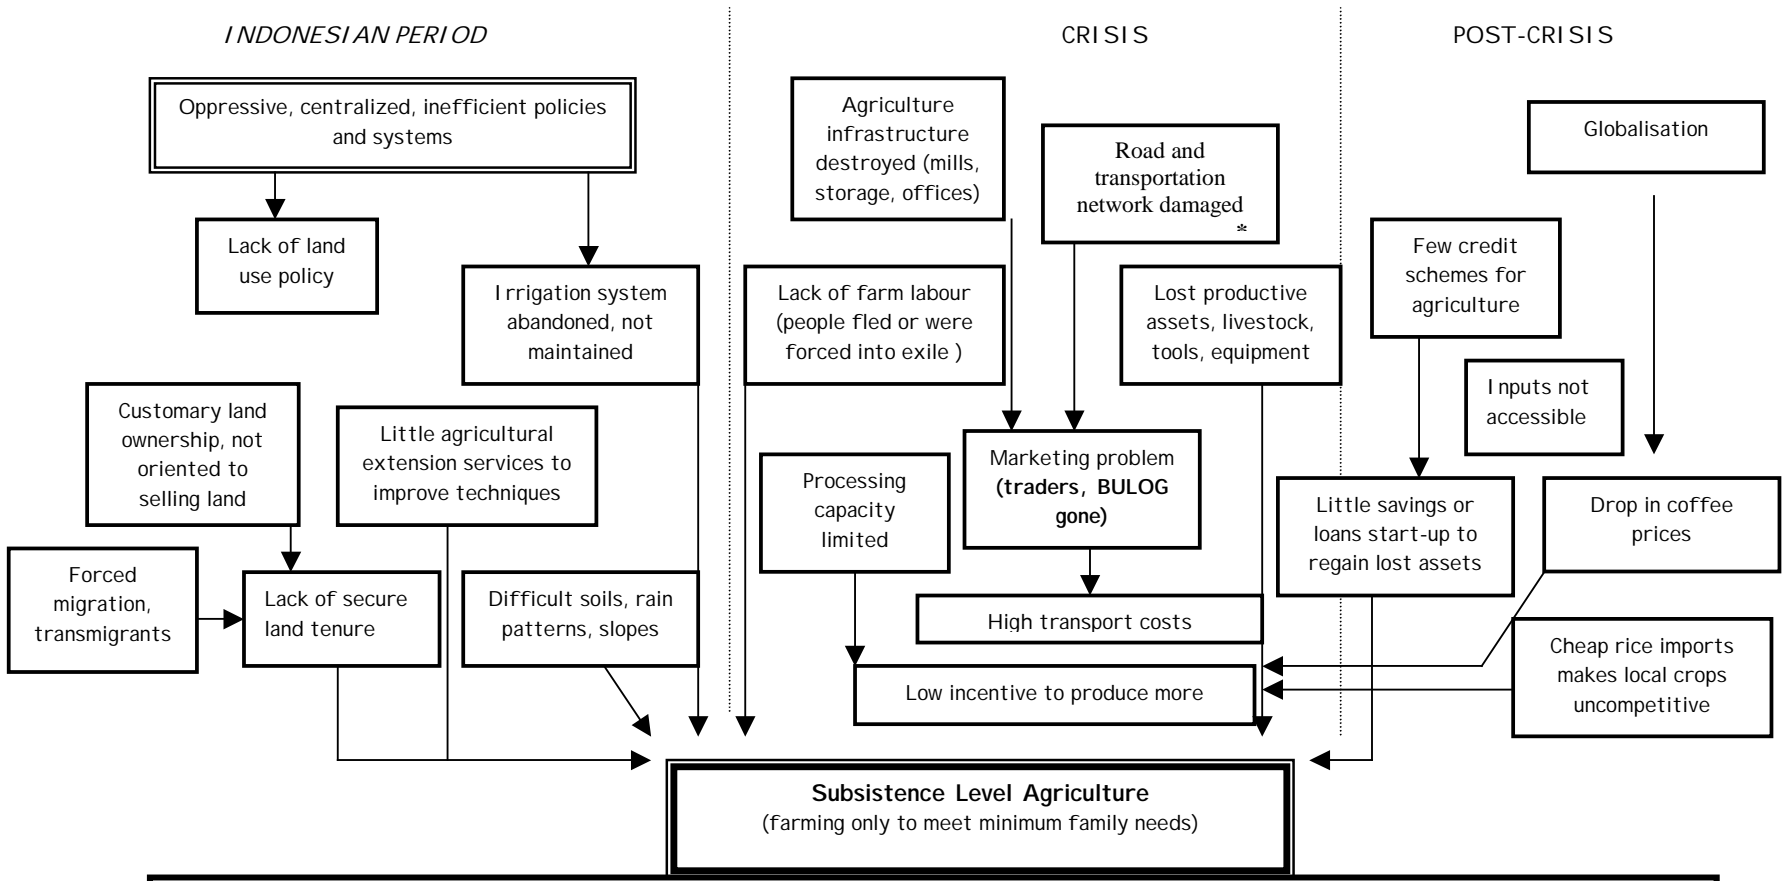 INDONESIAN PERIOD
CRISIS
POST-CRISIS
Oppressive, centralized, inefficient policies
and systems
Agriculture
infrastructure
destroyed (mills,
storage, offices)
Road and
transportation
network damaged
*
Globalisation
Lack of land
use policy
Few credit
schemes for
agriculture
Irrigation system
abandoned, not
maintained
Lack of farm labour
(people fled or were
forced into exile )
Lost productive
assets, livestock,
tools, equipment
Inputs not
accessible
Customary land
ownership, not
oriented to
selling land
Little agricultural
extension services to
improve techniques
Marketing problem
(traders, BULOG
gone)
Processing
capacity
limited
Little savings or
loans start-up to
regain lost assets
Drop in coffee
prices
Forced
migration,
transmigrants
Lack of secure
land tenure
Difficult soils, rain
patterns, slopes
High transport costs
Cheap rice imports
makes local crops
uncompetitive
Low incentive to produce more
Subsistence Level Agriculture
(farming only to meet minimum family needs)